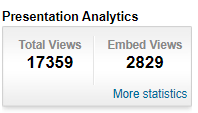 Presentation Analytics
Total Views Embed Views
17359 2829
More statistics